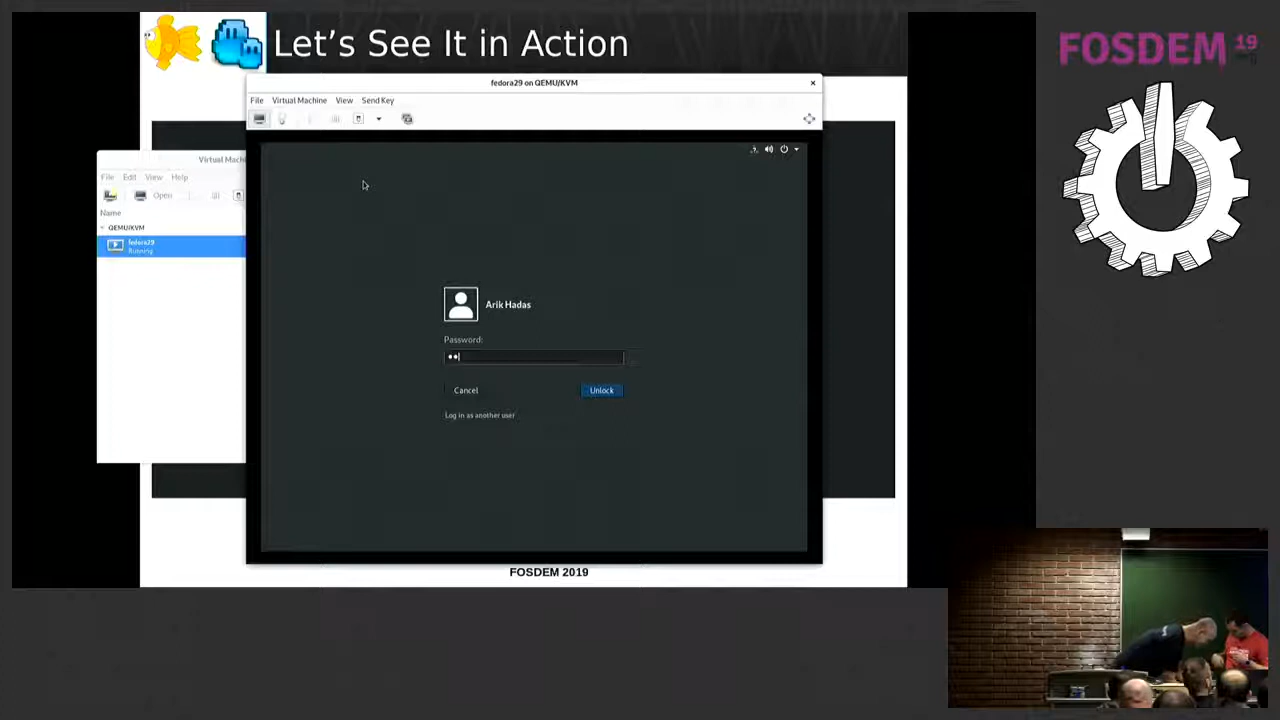 Let's See It in Action
FOSDEM 19
fedora29 on QEMU/KVM
File Virtual Machine View Send Key
Virtual Machi
File Edit View Help
Open
Name
QEMU/KVM
fedora29
Running
Arik Hadas
Password:
Cancel Unlock
Log in as another user
FOSDEM 2019